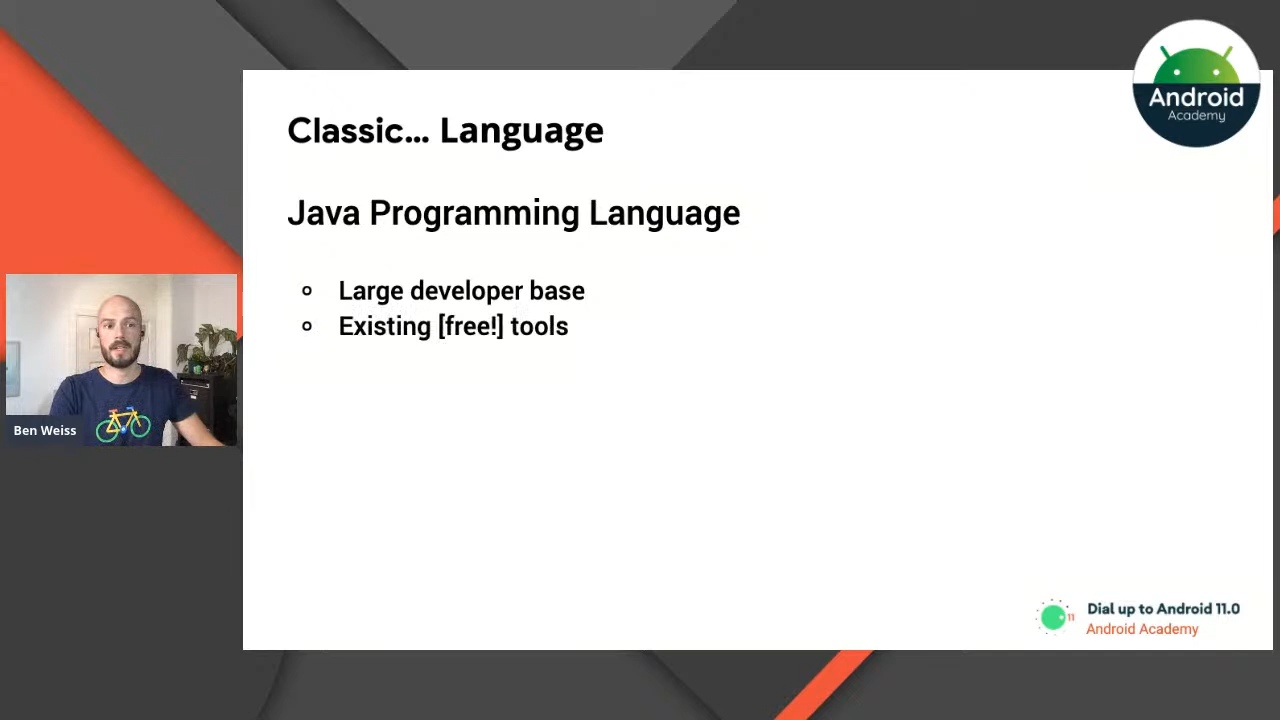 Android
Academy
Classic... Language
Java Programming Language
Large developer base
Existing [free!] tools
Ben Weiss
11
Dial up to Android 11.0
Android Academy